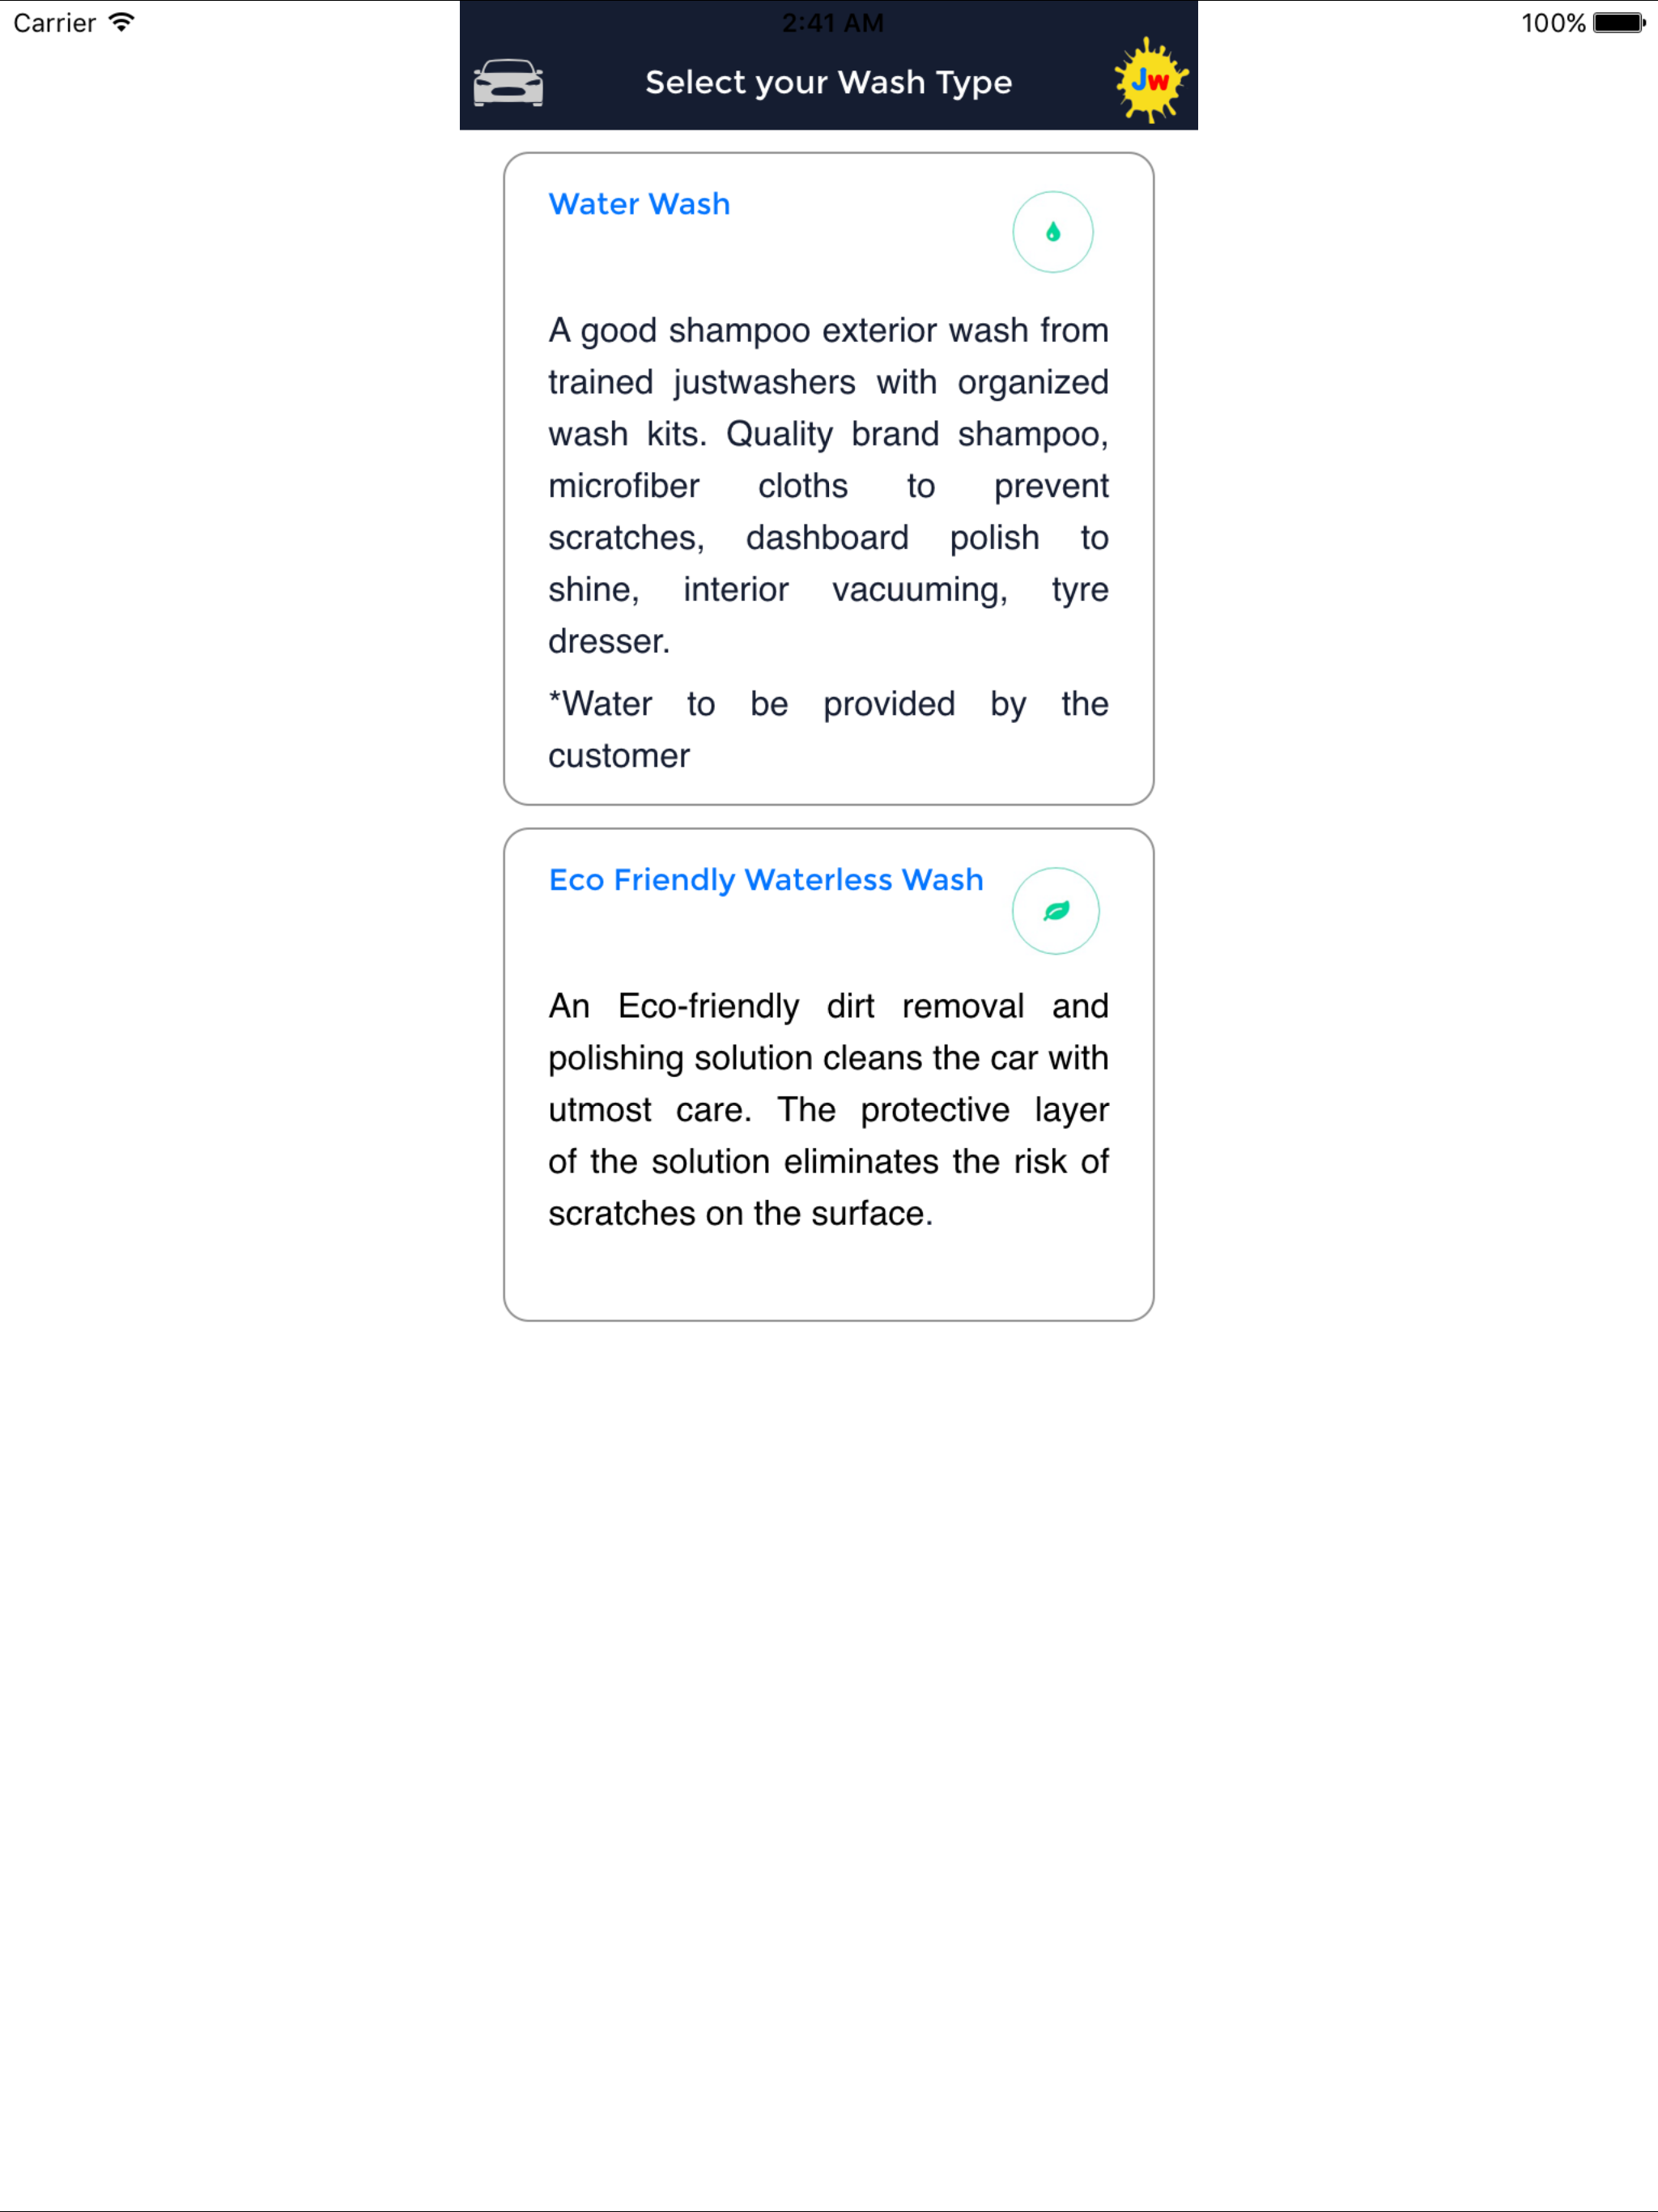 Carrier 2:41 AM 100%
Select your Wash Type
Jw
Water Wash
A good shampoo exterior wash from
trained justwashers with organized
wash kits. Quality brand shampoo,
microfiber cloths to prevent
scratches, dashboard polish to
shine, interior vacuuming, tyre
dresser.
*Water to be provided by the
customer
Eco Friendly Waterless Wash
An Eco-friendly dirt removal and
polishing solution cleans the car with
utmost care. The protective layer
of the solution eliminates the risk of
scratches on the surface.